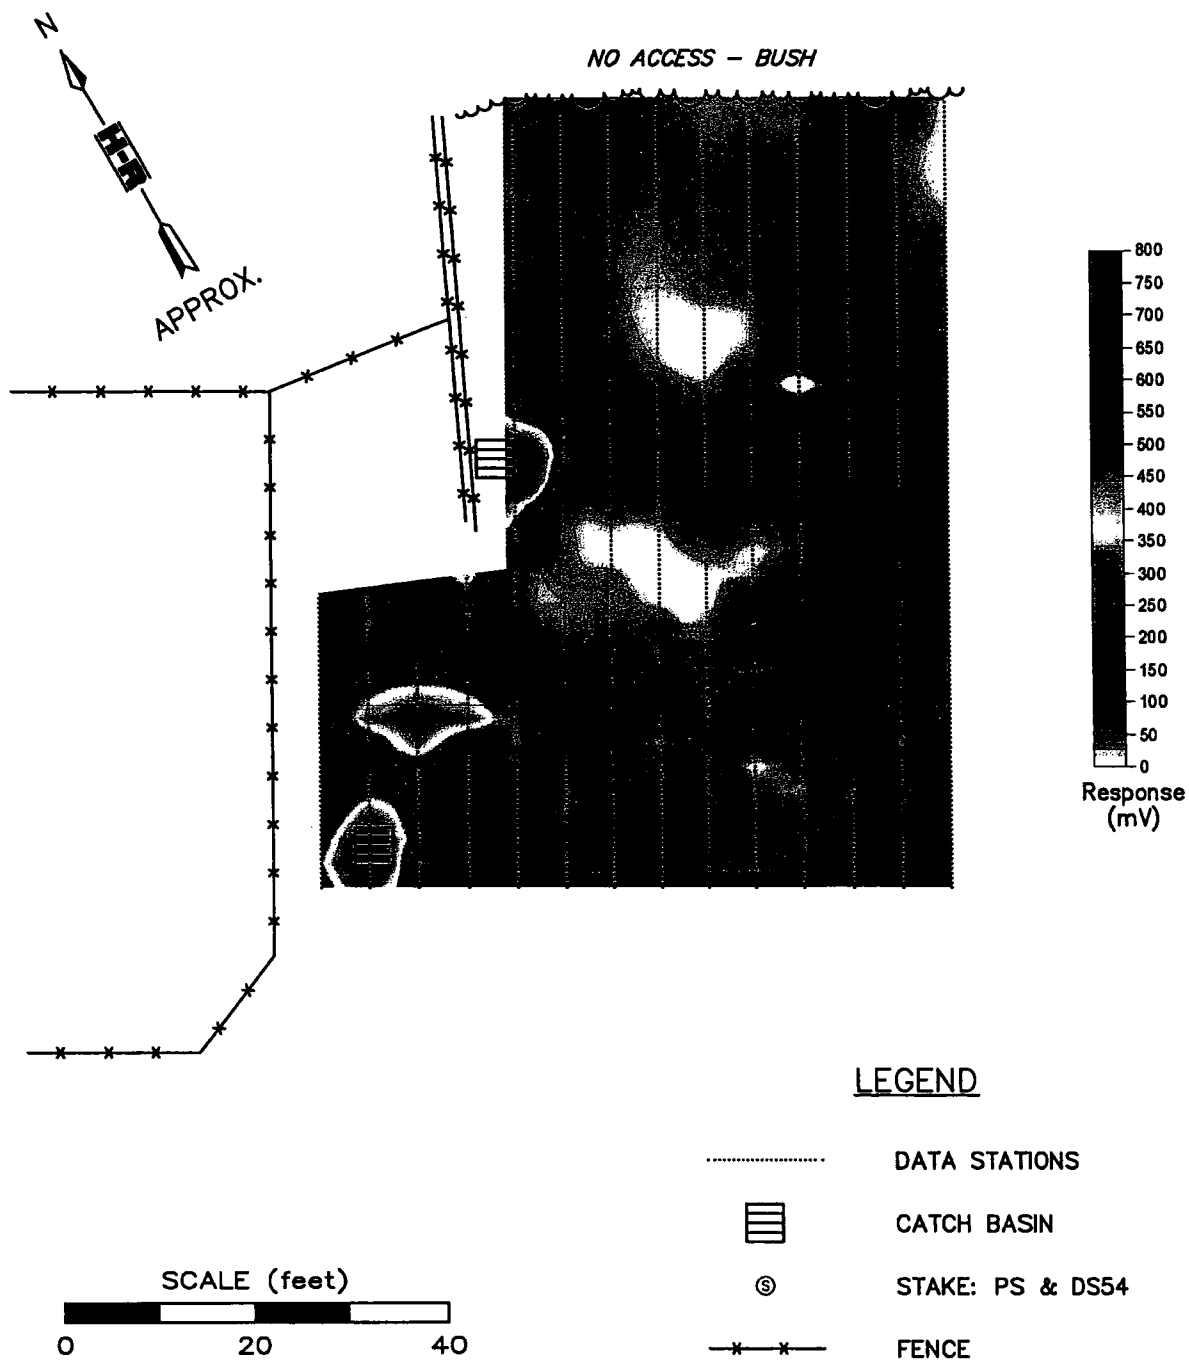 N
H-R
APPROX.
NO ACCESS - BUSH
800
750
700
650
600
550
500
450
400
350
300
250
200
150
100
50
0
Response
(mV)
LEGEND
DATA STATIONS
CATCH BASIN
S STAKE: PS & DS54
FENCE
SCALE (feet)
0 20 40